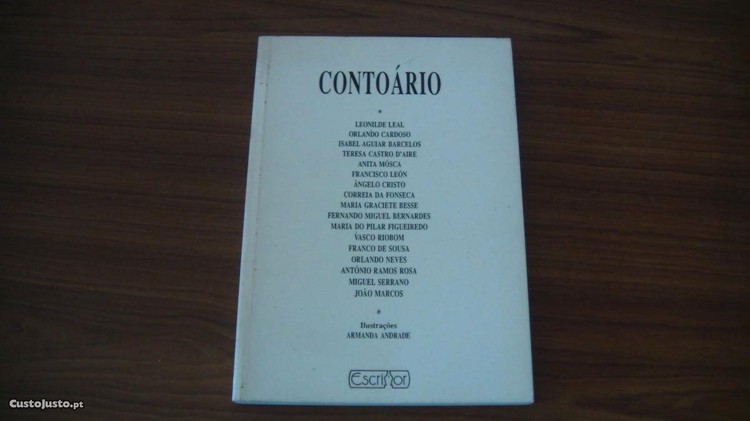 CONTOÁRIO
*
LEONILDE LEAL
ORLANDO CARDOSO
ISABEL AGUIAR BARCELOS
TERESA CASTRO D'AIRE
ANITA MÓSCA
FRANCISCO LEÓN
ÂNGELO CRISTO
CORREIA DA FONSECA
MARIA GRACIETE BESSE
FERNANDO MIGUEL BERNARDES
MARIA DO PILAR FIGUEIREDO
VASCO RIOBOM
FRANCO DE SOUSA
ORLANDO NEVES
ANTÓNIO RAMOS ROSA
MIGUEL SERRANO
JOÃO MARCOS
*
Ilustrações
ARMANDA ANDRADE
Escritor
CustoJusto.pt